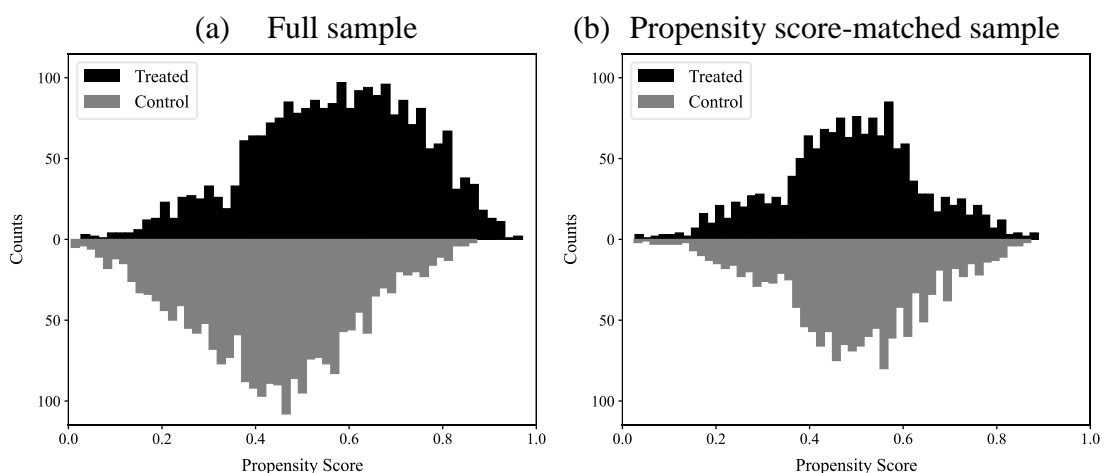 (a) Full sample
(b) Propensity score-matched sample
100
50
0
50
100
Counts
Treated
Control
0.0 0.2 0.4 0.6 0.8 1.0
Propensity Score
100
50
0
50
100
Counts
Treated
Control
0.0 0.2 0.4 0.6 0.8 1.0
Propensity Score